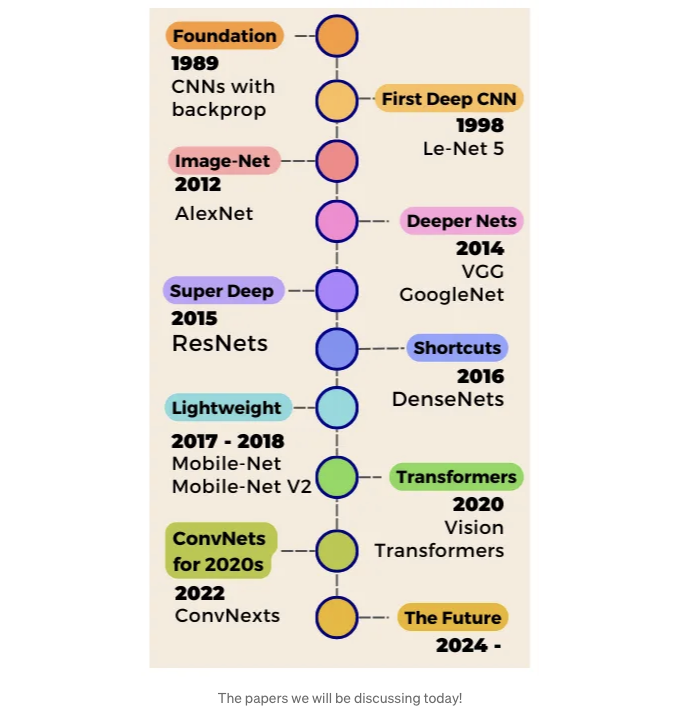 Foundation
1989
CNNs with
backprop
First Deep CNN
1998
Le-Net 5
Image-Net
2012
AlexNet
Deeper Nets
2014
VGG
GoogleNet
Super Deep
2015
ResNets
Shortcuts
2016
DenseNets
Lightweight
2017 - 2018
Mobile-Net
Mobile-Net V2
Transformers
2020
Vision
Transformers
ConvNets
for 2020s
2022
ConvNexts
The Future
2024 -
The papers we will be discussing today!